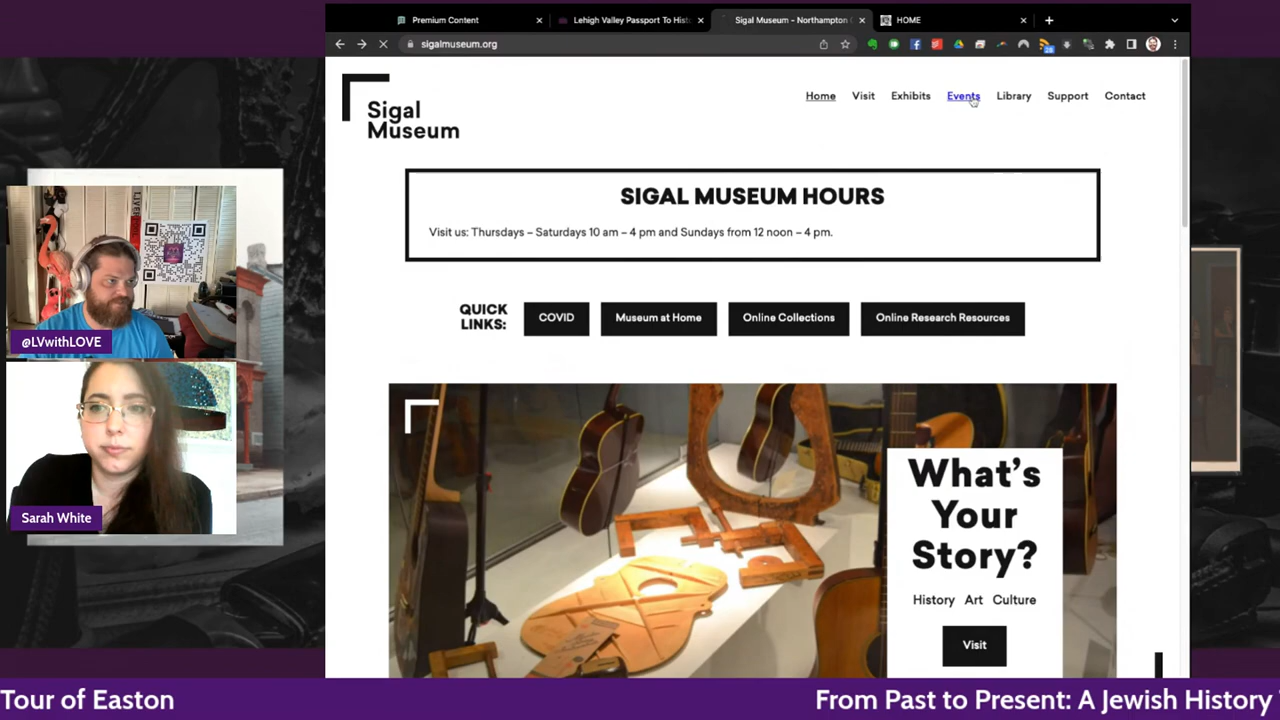 Premium Content
Lehigh Valley Passport To Hist
Sigal Museum - Northampton
HOME
sigalmuseum.org
Sigal
Museum
Home Visit Exhibits Events Library Support Contact
SIGAL MUSEUM HOURS
Visit us: Thursdays – Saturdays 10 am – 4 pm and Sundays from 12 noon – 4 pm.
QUICK
LINKS:
COVID
Museum at Home
Online Collections
Online Research Resources
What's
Your
Story?
History Art Culture
Visit
@LVwithLOVE
Sarah White
Tour of Easton
From Past to Present: A Jewish History